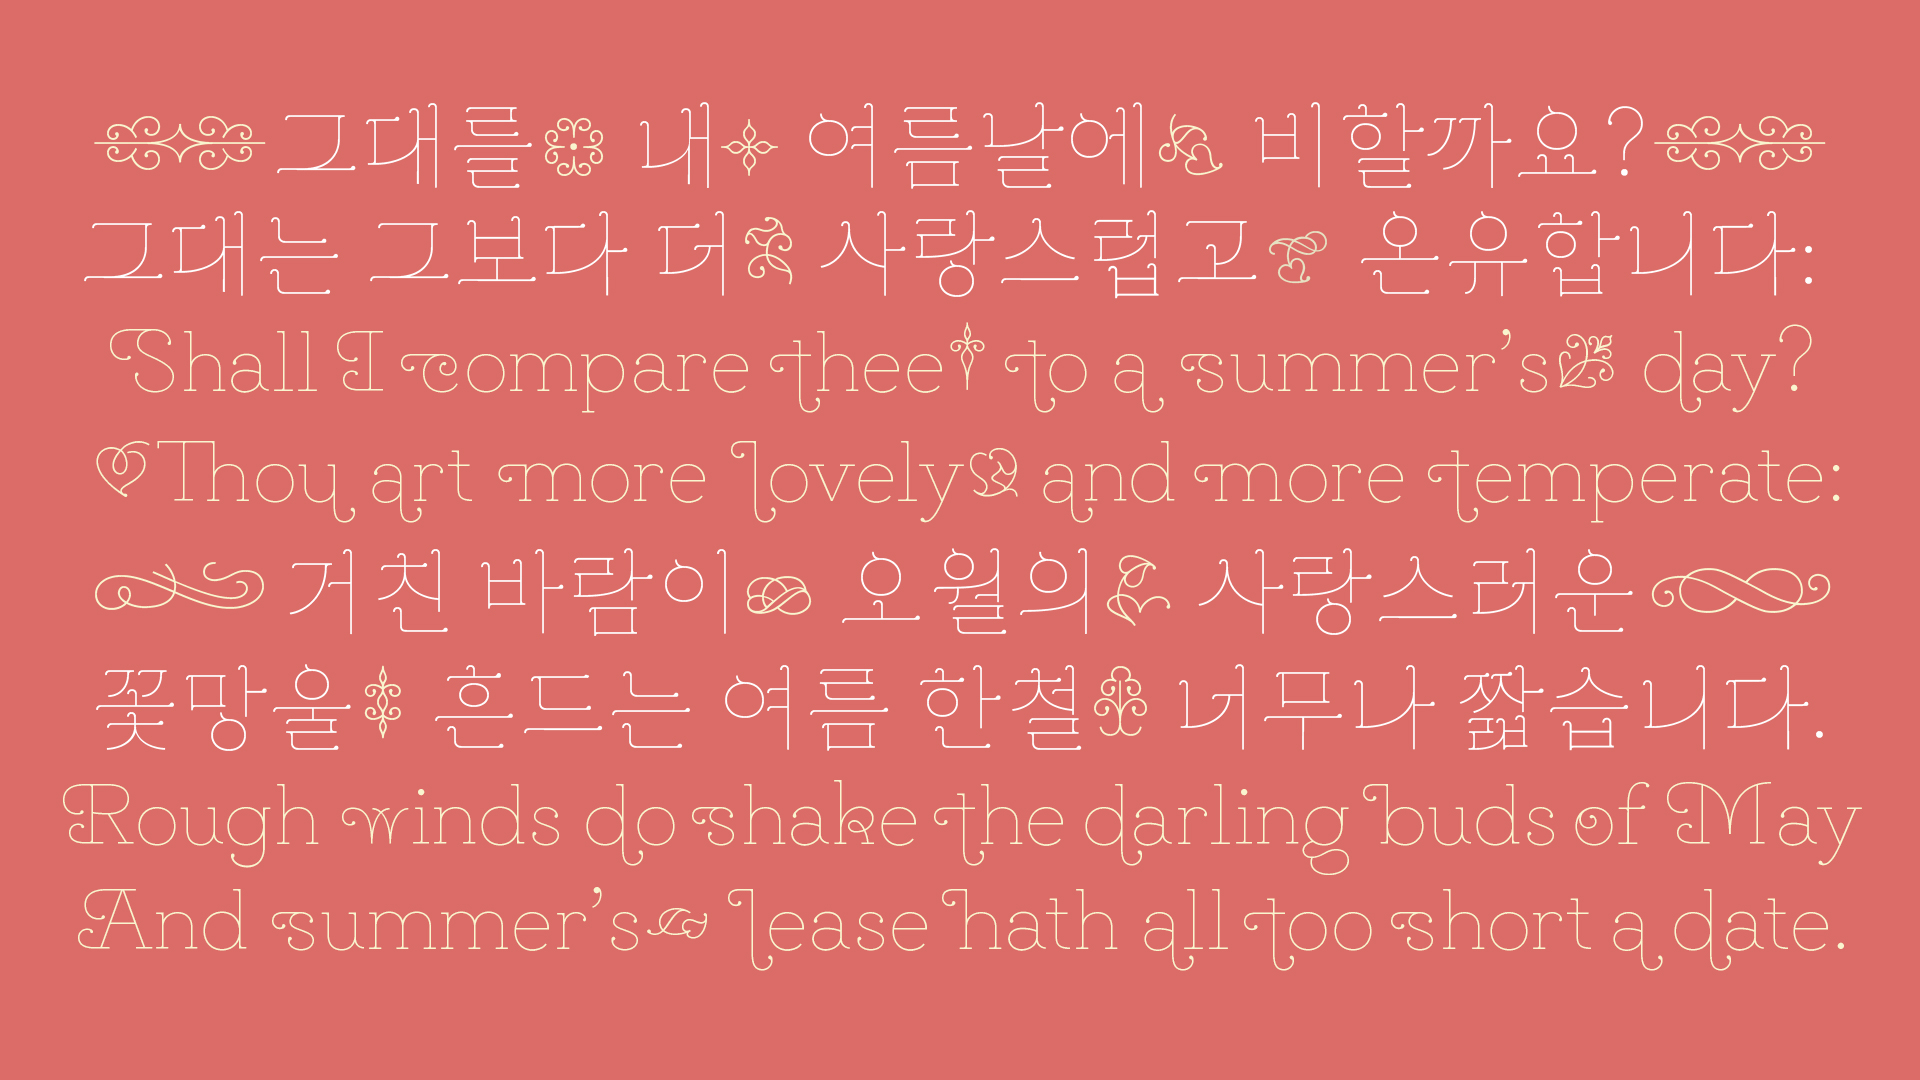 그대를 내 여름날에 비할까요?
그대는 그보다 더 사랑스럽고 온유합니다:
Shall I compare thee to a summer’s day?
Thou art more lovely and more temperate:
거친 바람이 오월의 사랑스러운
꽃망울 흔드는 여름 한철 너무나 짧습니다.
Rough winds do shake the darling buds of May
And summer’s lease hath all too short a date.